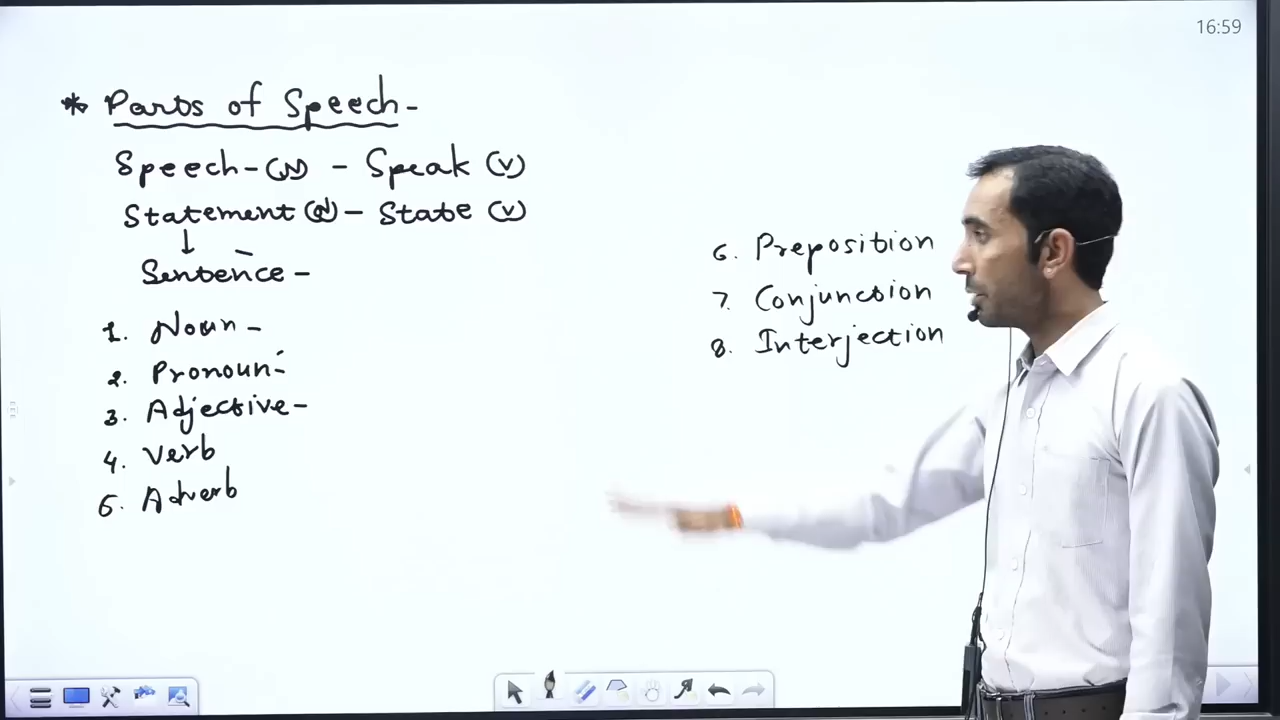 * Parts of Speech-
Speech-(N) - Speak (V)
Statement (N) - State (V)
↓
Sentence -
1. Noun -
2. Pronoun-
3. Adjective -
4. Verb
5. Adverb
6. Preposition
7. Conjunction
8. Interjection
16:59